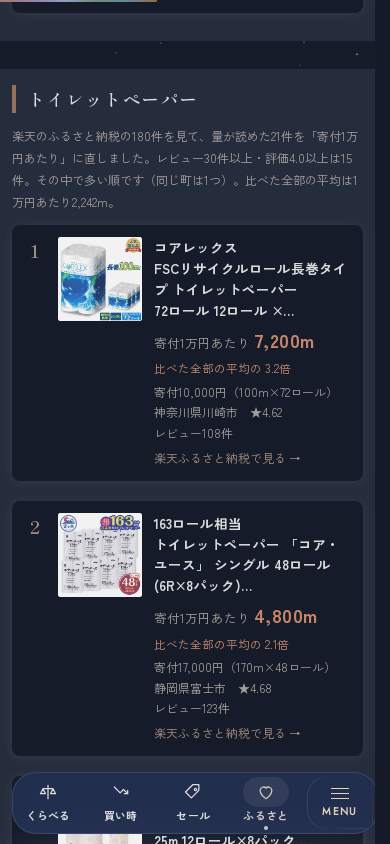 トイレットペーパー
楽天のふるさと納税の180件を見て、量が読めた21件を「寄付1万
円あたり」に直しました。レビュー30件以上・評価4.0以上は15
件。その中で多い順です（同じ町は1つ）。比べた全部の平均は1
万円あたり2,242m。
1
コアレックス
FSCリサイクルロール長巻タイ
プ トイレットペーパー
72ロール 12ロール ×…
寄付1万円あたり 7,200m
比べた全部の平均の 3.2倍
寄付10,000円（100m×72ロール）
神奈川県川崎市 ★4.62
レビュー108件
楽天ふるさと納税で見る →
2
163ロール相当
トイレットペーパー 「コア・
ユース」 シングル 48ロール
(6R×8パック)…
寄付1万円あたり 4,800m
比べた全部の平均の 2.1倍
寄付17,000円（170m×48ロール）
静岡県富士市 ★4.68
レビュー123件
楽天ふるさと納税で見る →
くらべる
買い時
セール
ふるさと
MENU
25m 12ロール×8パック